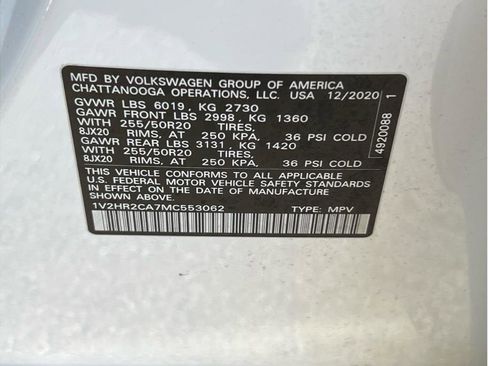 MFD BY VOLKSWAGEN GROUP OF AMERICA
CHATTANOOGA OPERATIONS, LLC. USA 12/2020
GVWR LBS 6019, KG 2730
GAWR FRONT LBS 2998, KG 1360
WITH 255/50R20 TIRES,
8JX20 RIMS, AT 250 KPA, 36 PSI COLD
GAWR REAR LBS 3131, KG 1420
WITH 255/50R20 TIRES,
8JX20 RIMS, AT 250 KPA, 36 PSI COLD
THIS VEHICLE CONFORMS TO ALL APPLICABLE
U.S. FEDERAL MOTOR VEHICLE SAFETY STANDARDS
IN EFFECT ON THE DATE OF MANUFACTURE
SHOWN ABOVE.
1V2HR2CA7MC553062 TYPE: MPV
4920088 1